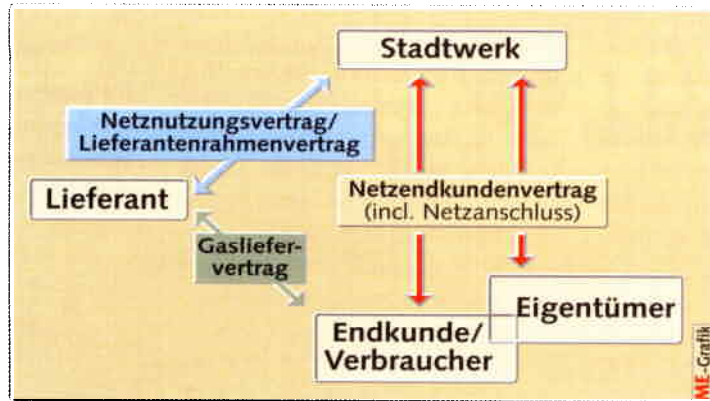 Stadtwerk
Netznutzungsvertrag/
Lieferantenrahmenvertrag
Lieferant
Netzendkundenvertrag
(incl. Netzanschluss)
Gasliefer-
vertrag
Eigentümer
Endkunde/
Verbraucher
ME-Grafik